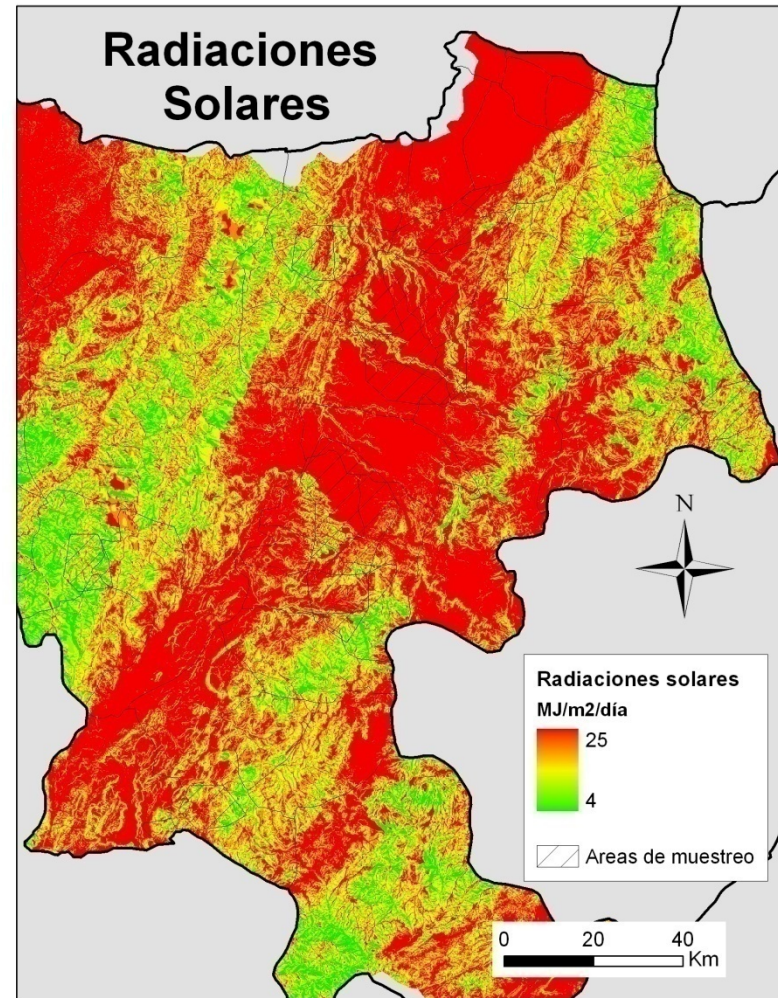 Radiaciones
Solares
N
Radiaciones solares
MJ/m2/día
25
4
Areas de muestreo
0 20 40
Km